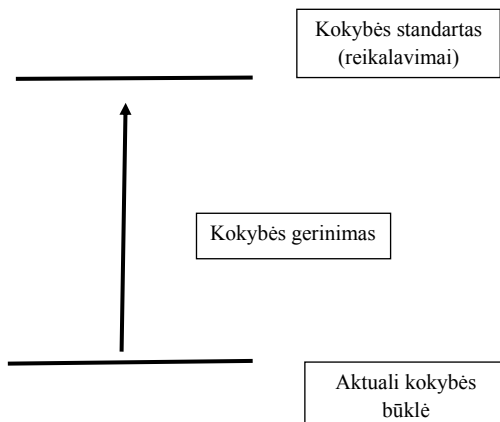 Kokybės standartas
(reikalavimai)
Kokybės gerinimas
Aktuali kokybės
būklė